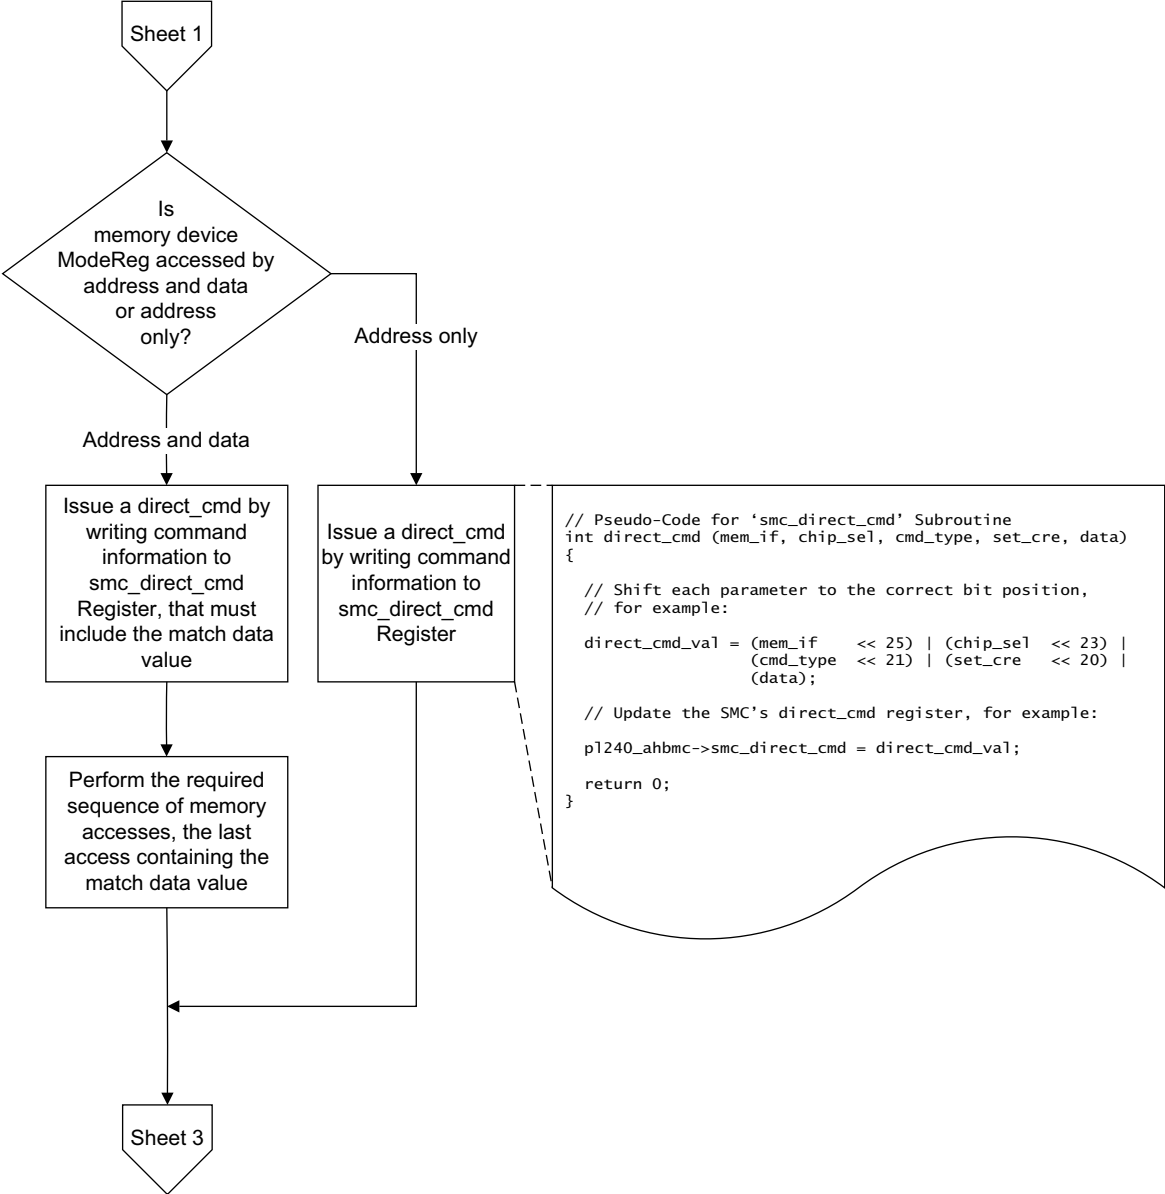 Sheet 1
Is
memory device
ModeReg accessed by
address and data
or address
only?
Address only
Address and data
Issue a direct_cmd by
writing command
information to
smc_direct_cmd
Register, that must
include the match data
value
Issue a direct_cmd
by writing command
information to
smc_direct_cmd
Register
// Pseudo-Code for ‘smc_direct_cmd’ Subroutine
int direct_cmd (mem_if, chip_sel, cmd_type, set_cre, data)
{
// Shift each parameter to the correct bit position,
// for example:
direct_cmd_val = (mem_if    << 25) | (chip_sel  << 23) |
(cmd_type  << 21) | (set_cre   << 20) |
(data);
// Update the SMC’s direct_cmd register, for example:
pl240_ahbmc->smc_direct_cmd = direct_cmd_val;
return 0;
}
Perform the required
sequence of memory
accesses, the last
access containing the
match data value
Sheet 3